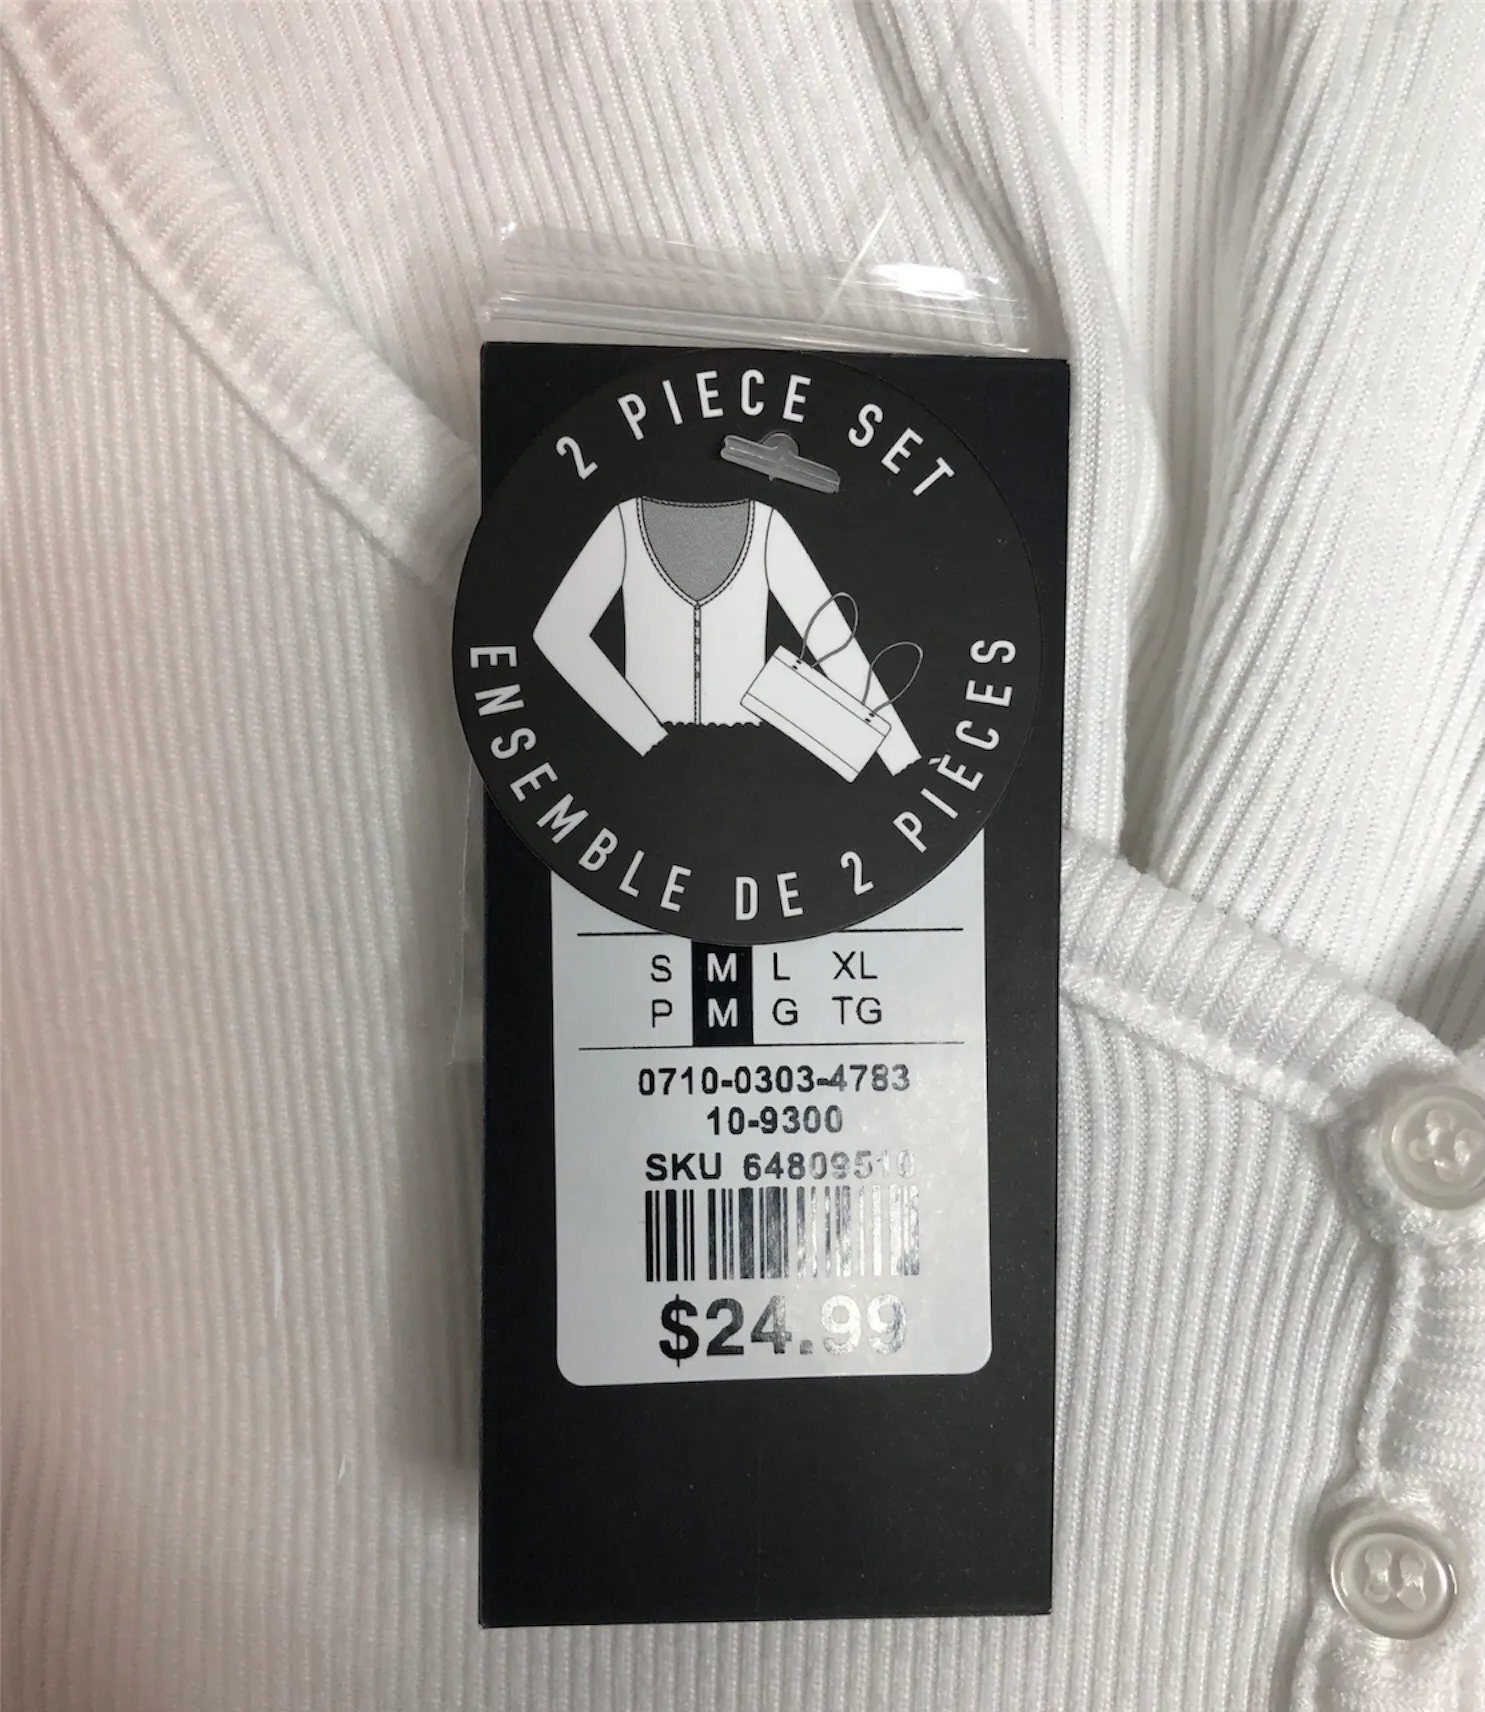 2 PIECE SET
ENSEMBLE DE 2 PIÈCES
S M L XL
P M G TG
0710-0303-4783
10-9300
SKU 64809510
$24.99